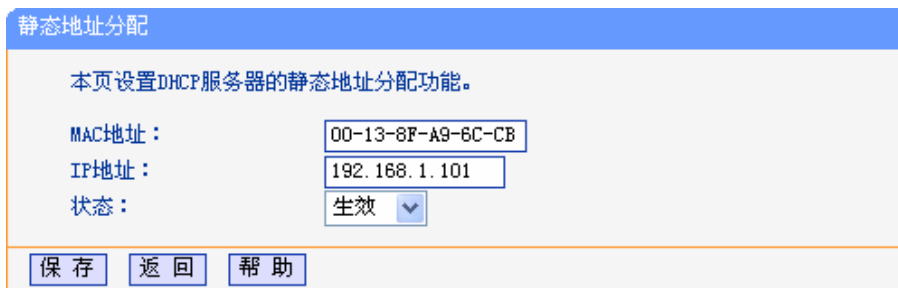 静态地址分配
本页设置DHCP服务器的静态地址分配功能。
MAC地址： 00-13-8F-A9-6C-CB
IP地址： 192.168.1.101
状态： 生效
保 存 返 回 帮 助